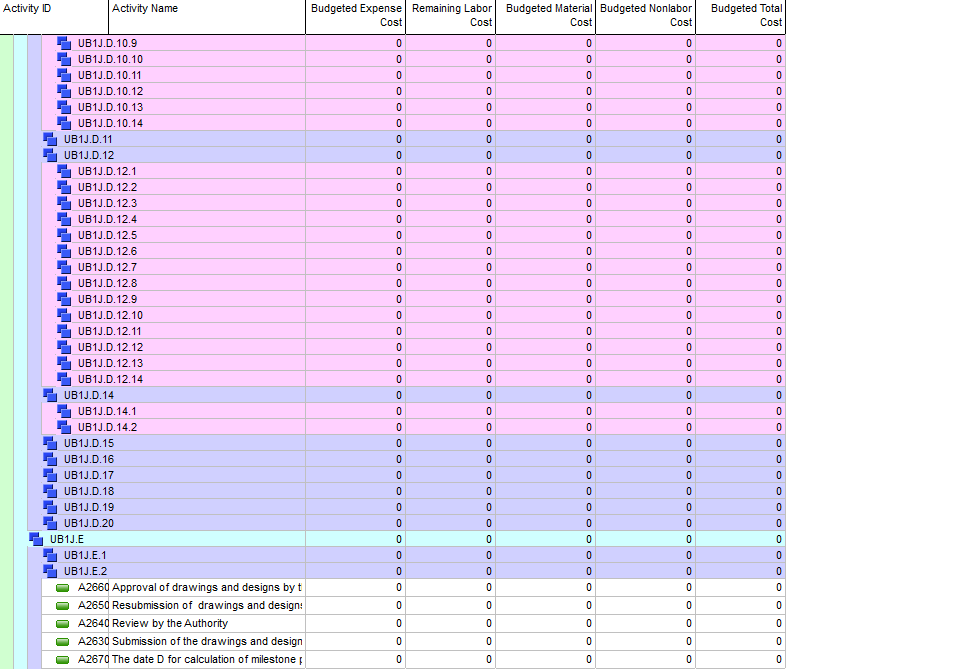 Activity ID Activity Name Budgeted Expense Cost Remaining Labor Cost Budgeted Material Cost Budgeted Nonlabor Cost Budgeted Total Cost
UB1J.D.10.9 0 0 0 0 0
UB1J.D.10.10 0 0 0 0 0
UB1J.D.10.11 0 0 0 0 0
UB1J.D.10.12 0 0 0 0 0
UB1J.D.10.13 0 0 0 0 0
UB1J.D.10.14 0 0 0 0 0
UB1J.D.11 0 0 0 0 0
UB1J.D.12 0 0 0 0 0
UB1J.D.12.1 0 0 0 0 0
UB1J.D.12.2 0 0 0 0 0
UB1J.D.12.3 0 0 0 0 0
UB1J.D.12.4 0 0 0 0 0
UB1J.D.12.5 0 0 0 0 0
UB1J.D.12.6 0 0 0 0 0
UB1J.D.12.7 0 0 0 0 0
UB1J.D.12.8 0 0 0 0 0
UB1J.D.12.9 0 0 0 0 0
UB1J.D.12.10 0 0 0 0 0
UB1J.D.12.11 0 0 0 0 0
UB1J.D.12.12 0 0 0 0 0
UB1J.D.12.13 0 0 0 0 0
UB1J.D.12.14 0 0 0 0 0
UB1J.D.14 0 0 0 0 0
UB1J.D.14.1 0 0 0 0 0
UB1J.D.14.2 0 0 0 0 0
UB1J.D.15 0 0 0 0 0
UB1J.D.16 0 0 0 0 0
UB1J.D.17 0 0 0 0 0
UB1J.D.18 0 0 0 0 0
UB1J.D.19 0 0 0 0 0
UB1J.D.20 0 0 0 0 0
UB1J.E 0 0 0 0 0
UB1J.E.1 0 0 0 0 0
UB1J.E.2 0 0 0 0 0
A2660 Approval of drawings and designs by t 0 0 0 0 0
A2650 Resubmission of drawings and designs 0 0 0 0 0
A2640 Review by the Authority 0 0 0 0 0
A2630 Submission of the drawings and design 0 0 0 0 0
A2670 The date D for calculation of milestone p 0 0 0 0 0